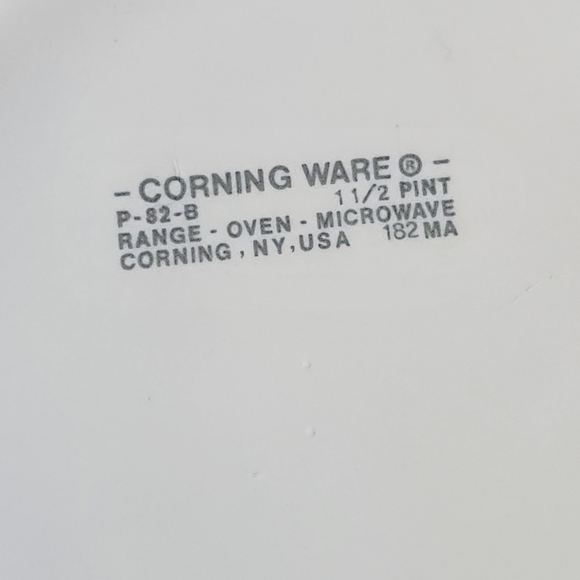 - CORNING WARE ® -
P-82-B 1 1/2 PINT
RANGE - OVEN - MICROWAVE
CORNING, NY, USA 182 MA